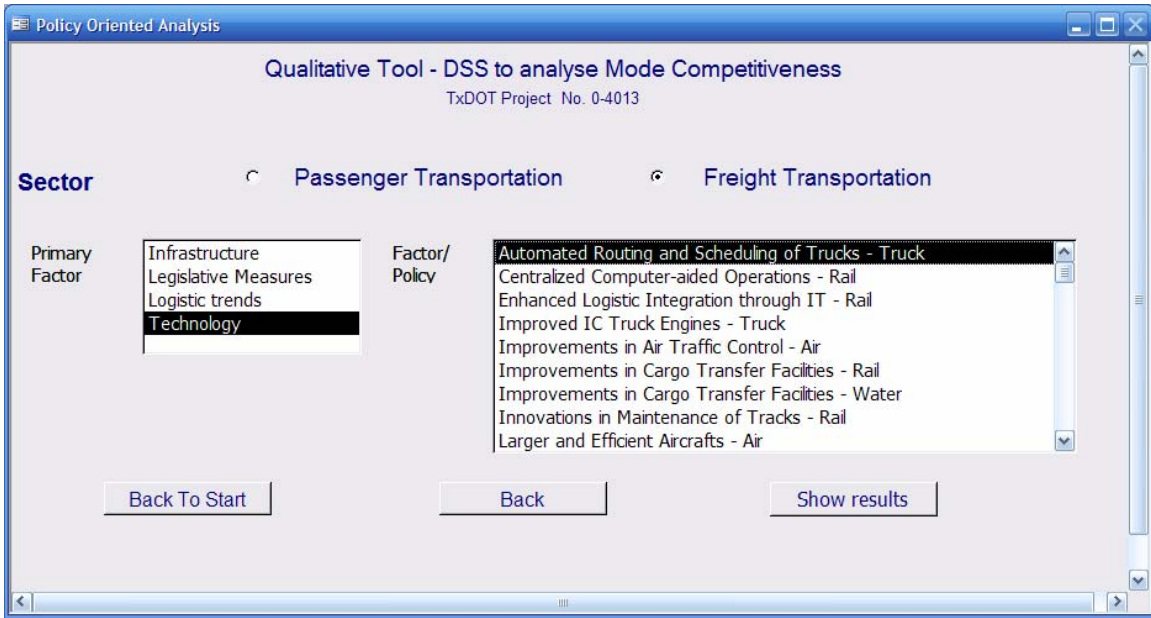 Policy Oriented Analysis
Qualitative Tool - DSS to analyse Mode Competitiveness
TxDOT Project No. 0-4013
Sector
Passenger Transportation
Freight Transportation
Primary
Factor
Infrastructure
Legislative Measures
Logistic trends
Technology
Factor/
Policy
Automated Routing and Scheduling of Trucks - Truck
Centralized Computer-aided Operations - Rail
Enhanced Logistic Integration through IT - Rail
Improved IC Truck Engines - Truck
Improvements in Air Traffic Control - Air
Improvements in Cargo Transfer Facilities - Rail
Improvements in Cargo Transfer Facilities - Water
Innovations in Maintenance of Tracks - Rail
Larger and Efficient Aircrafts - Air
Back To Start
Back
Show results